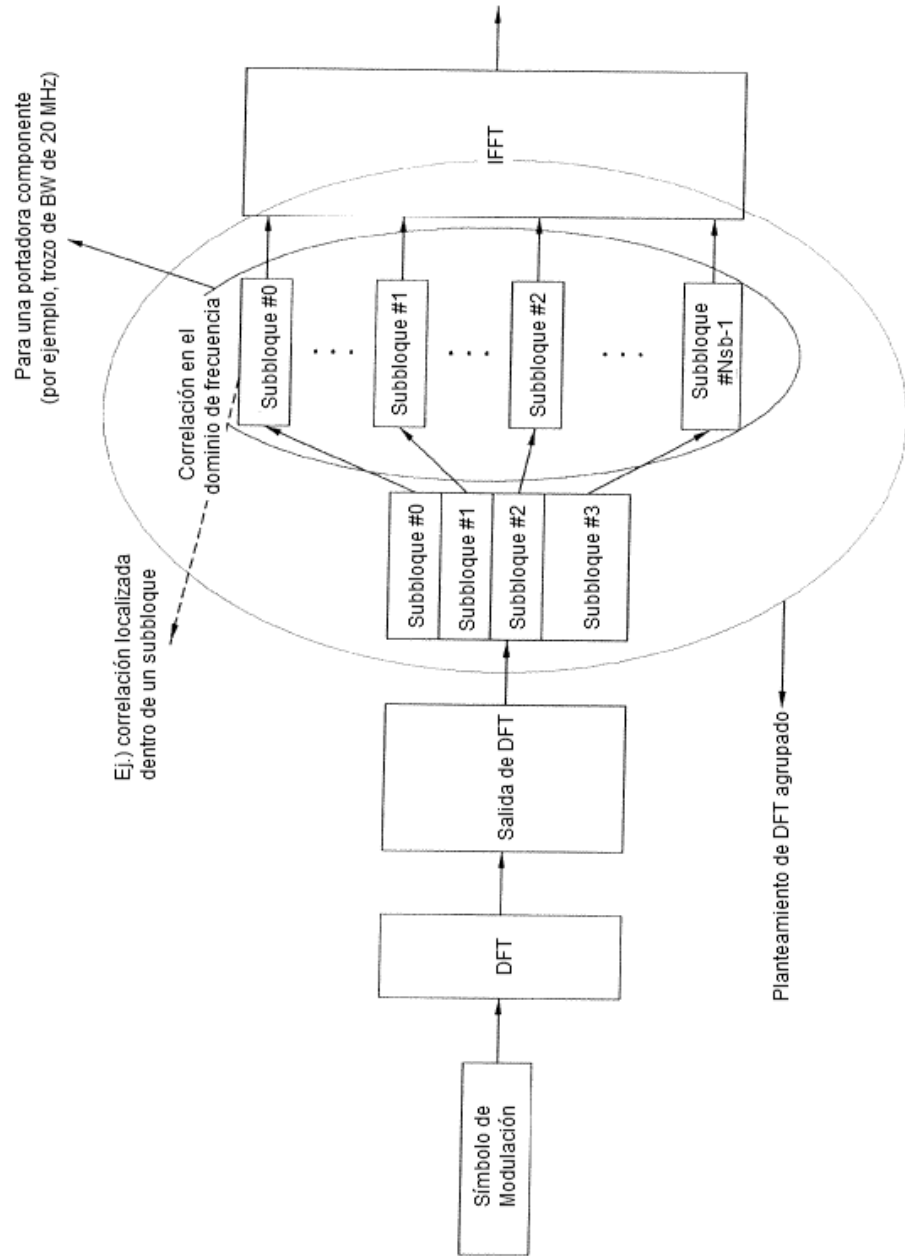 Para una portadora componente
(por ejemplo, trozo de BW de 20 MHz)
Correlación en el
dominio de frecuencia
Ej.) correlación localizada
dentro de un subbloque
Símbolo de
Modulación
DFT
Salida de DFT
Subbloque #0
Subbloque #1
Subbloque #2
Subbloque #3
Subbloque #0
. . .
Subbloque #1
. . .
Subbloque #2
. . .
Subbloque
#Nsb-1
IFFT
Planteamiento de DFT agrupado